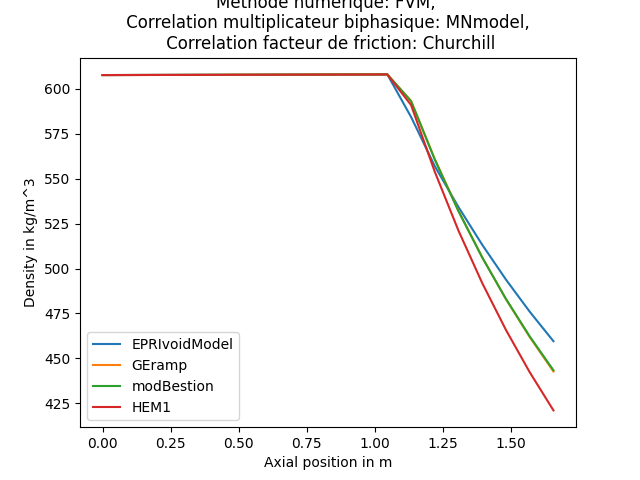 Méthode numérique: FVM,
Correlation multiplicateur biphasique: MNmodel,
Correlation facteur de friction: Churchill
600
575
550
525
500
475
450
425
Density in kg/m^3
EPRIvoidModel
GEramp
modBestion
HEM1
0.00 0.25 0.50 0.75 1.00 1.25 1.50
Axial position in m